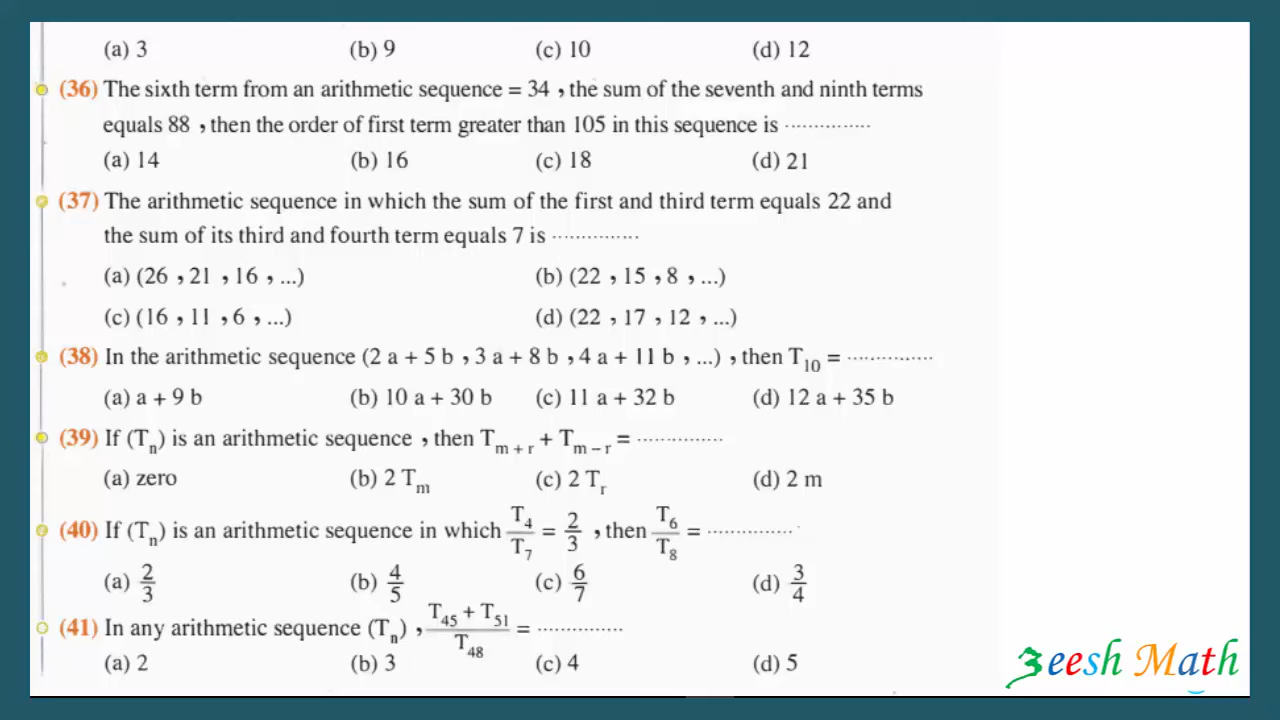 (a) 3 (b) 9 (c) 10 (d) 12
(36) The sixth term from an arithmetic sequence = 34 , the sum of the seventh and ninth terms
equals 88 , then the order of first term greater than 105 in this sequence is ...............
(a) 14 (b) 16 (c) 18 (d) 21
(37) The arithmetic sequence in which the sum of the first and third term equals 22 and
the sum of its third and fourth term equals 7 is ...............
(a) (26 , 21 , 16 , ...) (b) (22 , 15 , 8 , ...)
(c) (16 , 11 , 6 , ...) (d) (22 , 17 , 12 , ...)
(38) In the arithmetic sequence (2 a + 5 b , 3 a + 8 b , 4 a + 11 b , ...) , then T₁₀ = ...............
(a) a + 9 b (b) 10 a + 30 b (c) 11 a + 32 b (d) 12 a + 35 b
(39) If (Tₙ) is an arithmetic sequence , then Tₘ₊ᵣ + Tₘ₋ᵣ = ...............
(a) zero (b) 2 Tₘ (c) 2 Tᵣ (d) 2 m
(40) If (Tₙ) is an arithmetic sequence in which T₄/T₇ = 2/3 , then T₆/T₈ = ...............
(a) 2/3 (b) 4/5 (c) 6/7 (d) 3/4
(41) In any arithmetic sequence (Tₙ) , (T₄₅ + T₅₁)/T₄₈ = ...............
(a) 2 (b) 3 (c) 4 (d) 5
Zeesh Math